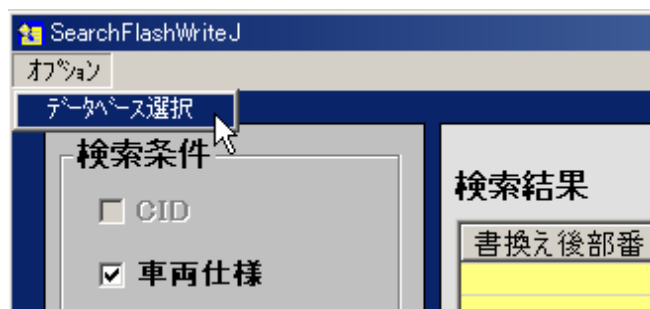 SearchFlashWriteJ
オプション
データベース選択
検索条件
CID
車両仕様
検索結果
書換え後部番